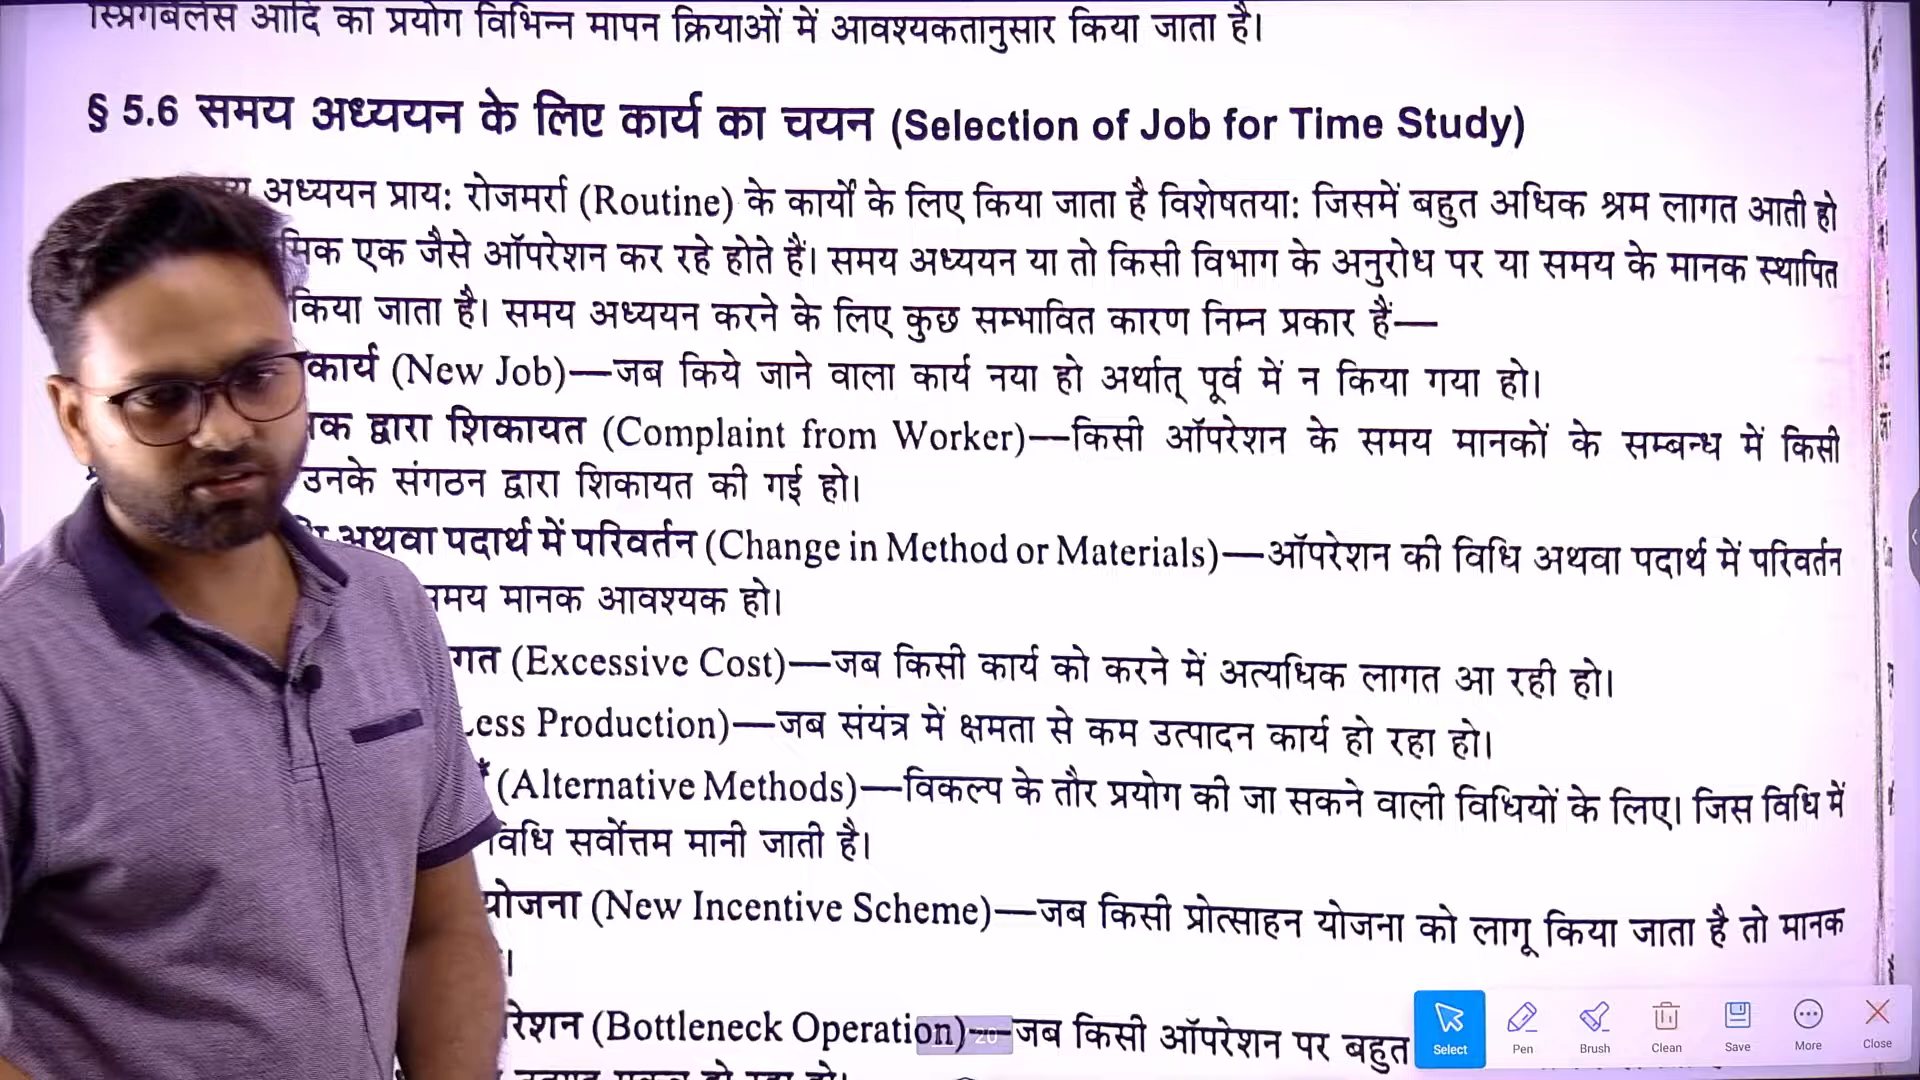 स्प्रिंगबैलेंस आदि का प्रयोग विभिन्न मापन क्रियाओं में आवश्यकतानुसार किया जाता है।
§ 5.6 समय अध्ययन के लिए कार्य का चयन (Selection of Job for Time Study)
अध्ययन प्राय: रोजमर्रा (Routine) के कार्यों के लिए किया जाता है विशेषतया: जिसमें बहुत अधिक श्रम लागत आती हो
एक जैसे ऑपरेशन कर रहे होते हैं। समय अध्ययन या तो किसी विभाग के अनुरोध पर या समय के मानक स्थापित
किया जाता है। समय अध्ययन करने के लिए कुछ सम्भावित कारण निम्न प्रकार हैं—
कार्य (New Job)—जब किये जाने वाला कार्य नया हो अर्थात् पूर्व में न किया गया हो।
द्वारा शिकायत (Complaint from Worker)—किसी ऑपरेशन के समय मानकों के सम्बन्ध में किसी
उनके संगठन द्वारा शिकायत की गई हो।
अथवा पदार्थ में परिवर्तन (Change in Method or Materials)—ऑपरेशन की विधि अथवा पदार्थ में परिवर्तन
मानक आवश्यक हो।
(Excessive Cost)—जब किसी कार्य को करने में अत्यधिक लागत आ रही हो।
Less Production)—जब संयंत्र में क्षमता से कम उत्पादन कार्य हो रहा हो।
(Alternative Methods)—विकल्प के तौर प्रयोग की जा सकने वाली विधियों के लिए। जिस विधि में
विधि सर्वोत्तम मानी जाती है।
योजना (New Incentive Scheme)—जब किसी प्रोत्साहन योजना को लागू किया जाता है तो मानक
(Bottleneck Operation)—जब किसी ऑपरेशन पर बहुत
20
Select Pen Brush Clean Save More Close